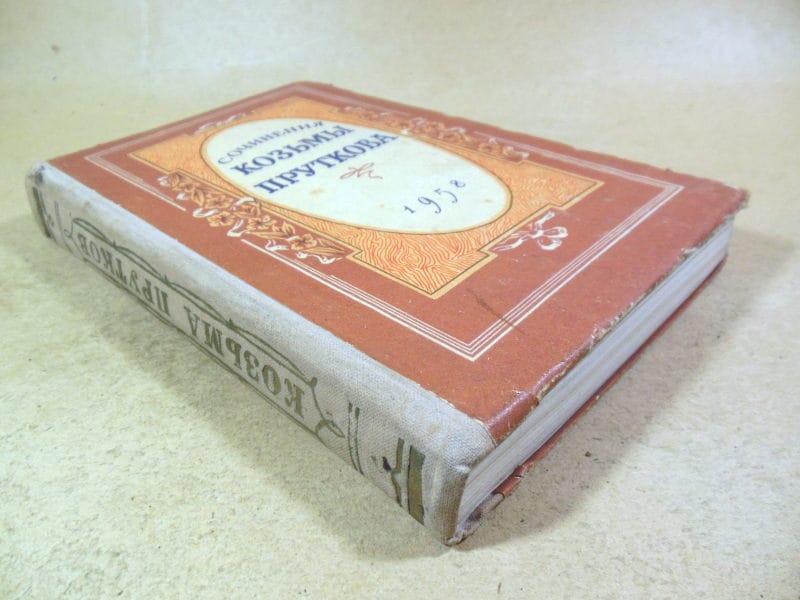 СОЧИНЕНИЯ
КОЗЬМЫ
ПРУТКОВА
1958
КОЗЬМА ПРУТКОВ